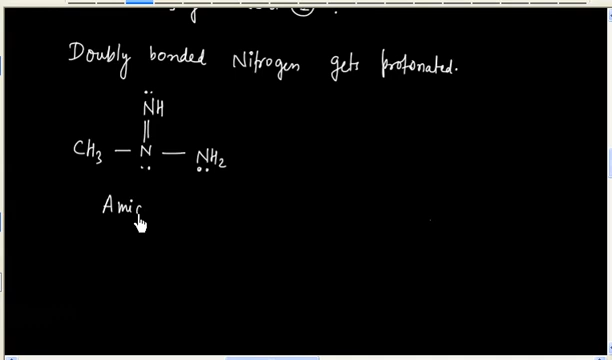 Doubly bonded Nitrogen gets protonated.
NH
CH3 — N — NH2
Ami